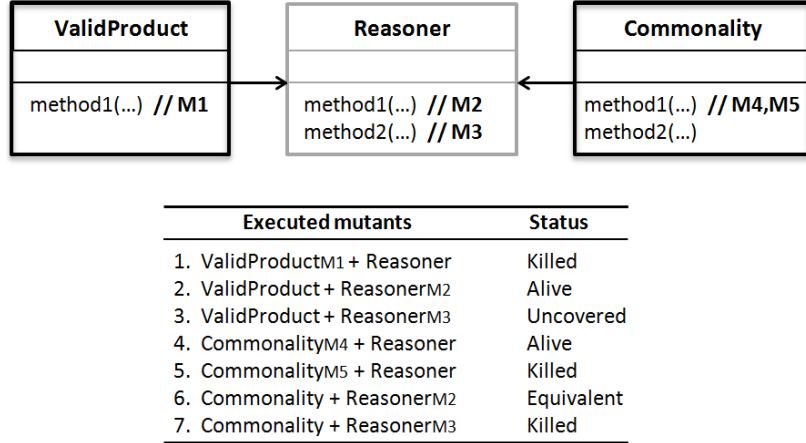 ValidProduct
method1(...) // M1
Reasoner
method1(...) // M2
method2(...) // M3
Commonality
method1(...) // M4,M5
method2(...)
Executed mutants Status
1. ValidProductM1 + Reasoner Killed
2. ValidProduct + ReasonerM2 Alive
3. ValidProduct + ReasonerM3 Uncovered
4. CommonalityM4 + Reasoner Alive
5. CommonalityM5 + Reasoner Killed
6. Commonality + ReasonerM2 Equivalent
7. Commonality + ReasonerM3 Killed